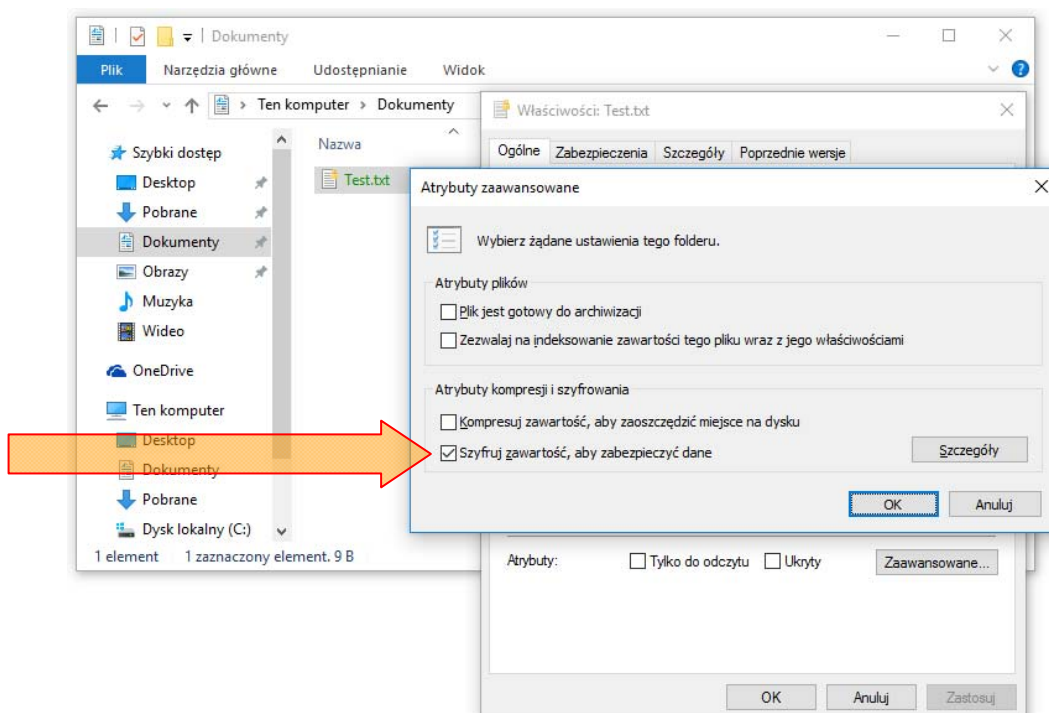 Dokumenty
Plik Narzędzia główne Udostępnianie Widok
Ten komputer Dokumenty
Szybki dostęp
Desktop
Pobrane
Dokumenty
Obrazy
Muzyka
Wideo
OneDrive
Ten komputer
Desktop
Dokumenty
Pobrane
Dysk lokalny (C:)
Nazwa
Test.txt
1 element 1 zaznaczony element. 9 B
Właściwości: Test.txt
Ogólne Zabezpieczenia Szczegóły Poprzednie wersje
Atrybuty zaawansowane
Wybierz żądane ustawienia tego folderu.
Atrybuty plików
Plik jest gotowy do archiwizacji
Zezwalaj na indeksowanie zawartości tego pliku wraz z jego właściwościami
Atrybuty kompresji i szyfrowania
Kompresuj zawartość, aby zaoszczędzić miejsce na dysku
Szyfruj zawartość, aby zabezpieczyć dane
Szczegóły
OK Anuluj
Atrybuty: Tylko do odczytu Ukryty Zaawansowane...
OK Anuluj Zastosuj